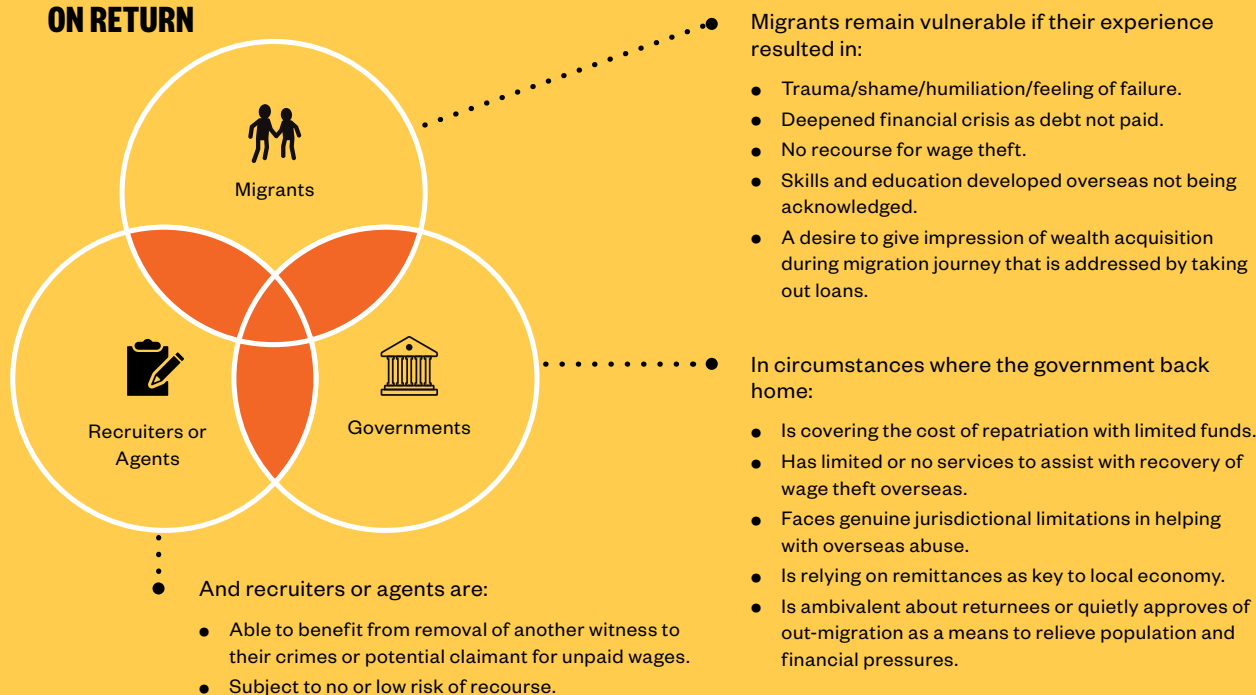 ON RETURN
Migrants
Recruiters or
Agents
Governments
Migrants remain vulnerable if their experience
resulted in:
● Trauma/shame/humiliation/feeling of failure.
● Deepened financial crisis as debt not paid.
● No recourse for wage theft.
● Skills and education developed overseas not being
acknowledged.
● A desire to give impression of wealth acquisition
during migration journey that is addressed by taking
out loans.
In circumstances where the government back
home:
● Is covering the cost of repatriation with limited funds.
● Has limited or no services to assist with recovery of
wage theft overseas.
● Faces genuine jurisdictional limitations in helping
with overseas abuse.
● Is relying on remittances as key to local economy.
● Is ambivalent about returnees or quietly approves of
out-migration as a means to relieve population and
financial pressures.
And recruiters or agents are:
● Able to benefit from removal of another witness to
their crimes or potential claimant for unpaid wages.
● Subject to no or low risk of recourse.